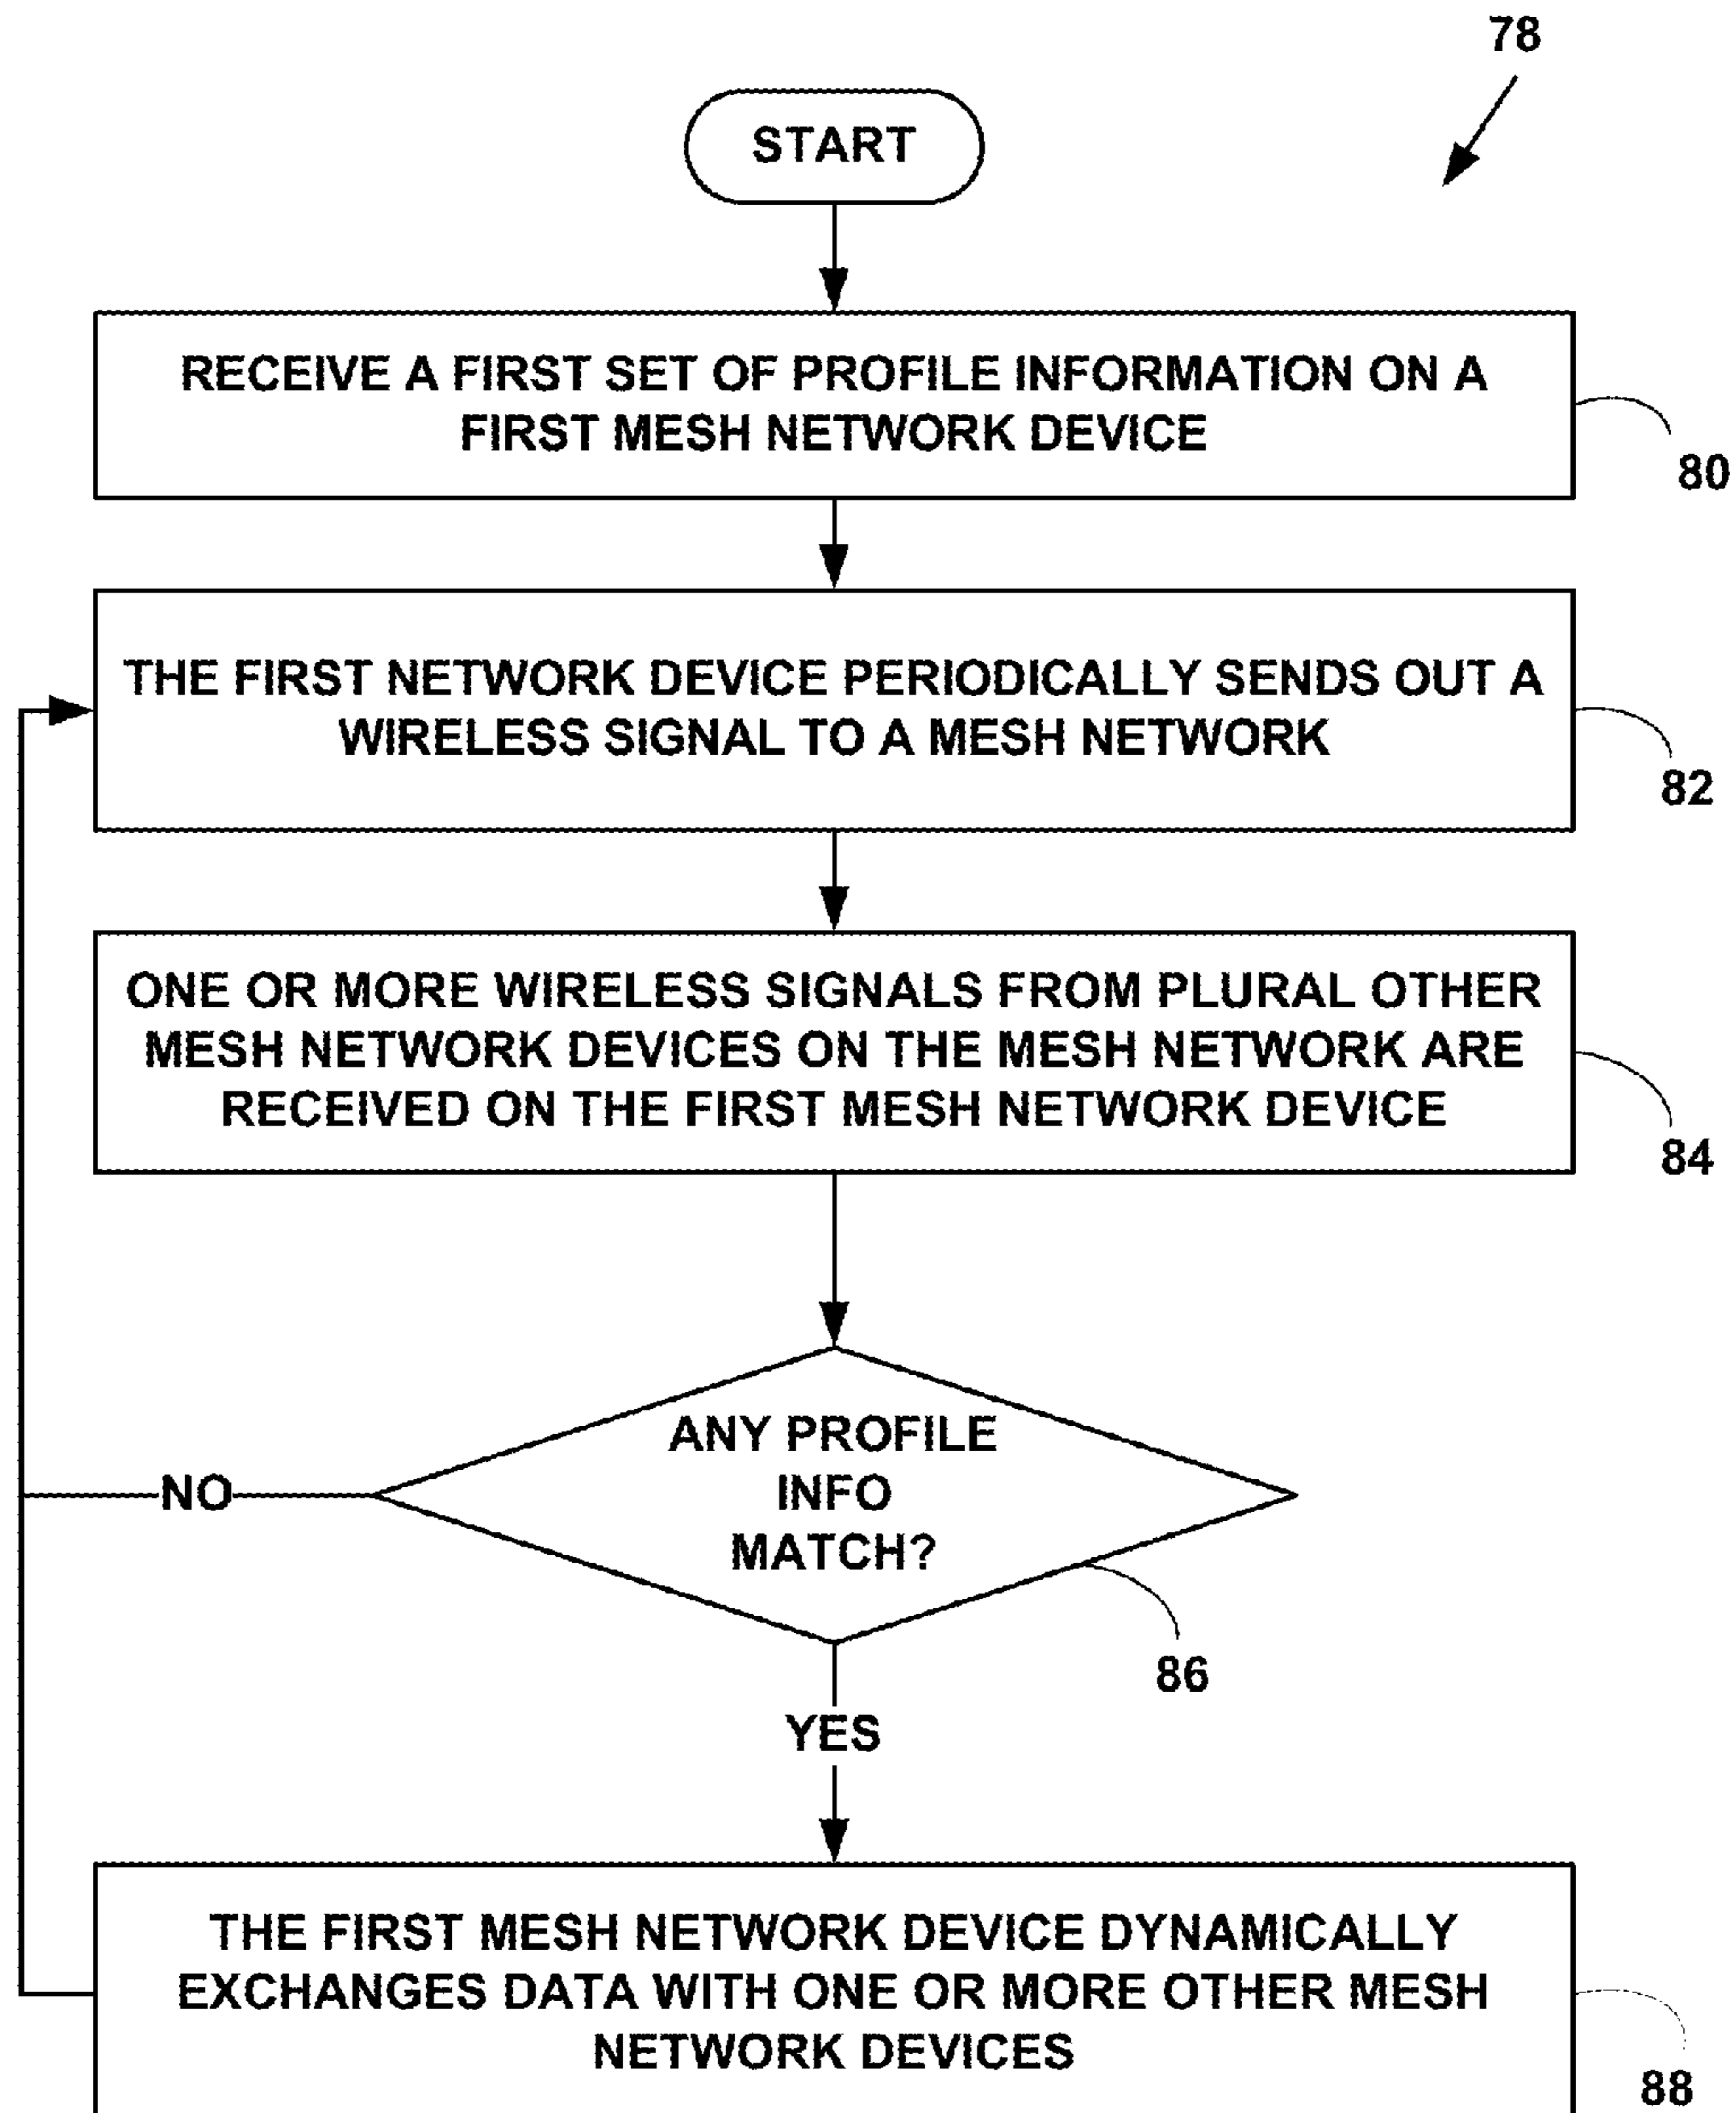 78
START
RECEIVE A FIRST SET OF PROFILE INFORMATION ON A
FIRST MESH NETWORK DEVICE
80
THE FIRST NETWORK DEVICE PERIODICALLY SENDS OUT A
WIRELESS SIGNAL TO A MESH NETWORK
82
ONE OR MORE WIRELESS SIGNALS FROM PLURAL OTHER
MESH NETWORK DEVICES ON THE MESH NETWORK ARE
RECEIVED ON THE FIRST MESH NETWORK DEVICE
84
ANY PROFILE
INFO
MATCH?
NO
86
YES
THE FIRST MESH NETWORK DEVICE DYNAMICALLY
EXCHANGES DATA WITH ONE OR MORE OTHER MESH
NETWORK DEVICES
88